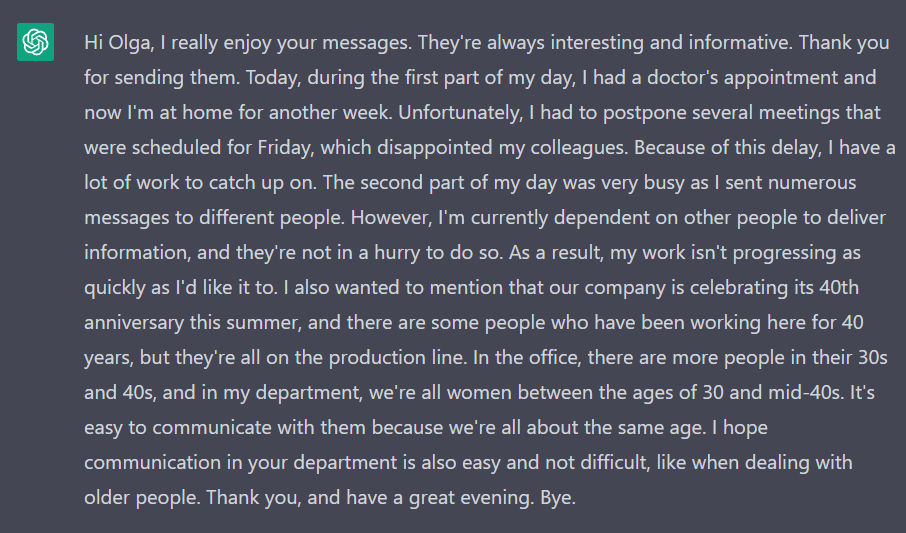 Hi Olga, I really enjoy your messages. They're always interesting and informative. Thank you
for sending them. Today, during the first part of my day, I had a doctor's appointment and
now I'm at home for another week. Unfortunately, I had to postpone several meetings that
were scheduled for Friday, which disappointed my colleagues. Because of this delay, I have a
lot of work to catch up on. The second part of my day was very busy as I sent numerous
messages to different people. However, I'm currently dependent on other people to deliver
information, and they're not in a hurry to do so. As a result, my work isn't progressing as
quickly as I'd like it to. I also wanted to mention that our company is celebrating its 40th
anniversary this summer, and there are some people who have been working here for 40
years, but they're all on the production line. In the office, there are more people in their 30s
and 40s, and in my department, we're all women between the ages of 30 and mid-40s. It's
easy to communicate with them because we're all about the same age. I hope
communication in your department is also easy and not difficult, like when dealing with
older people. Thank you, and have a great evening. Bye.